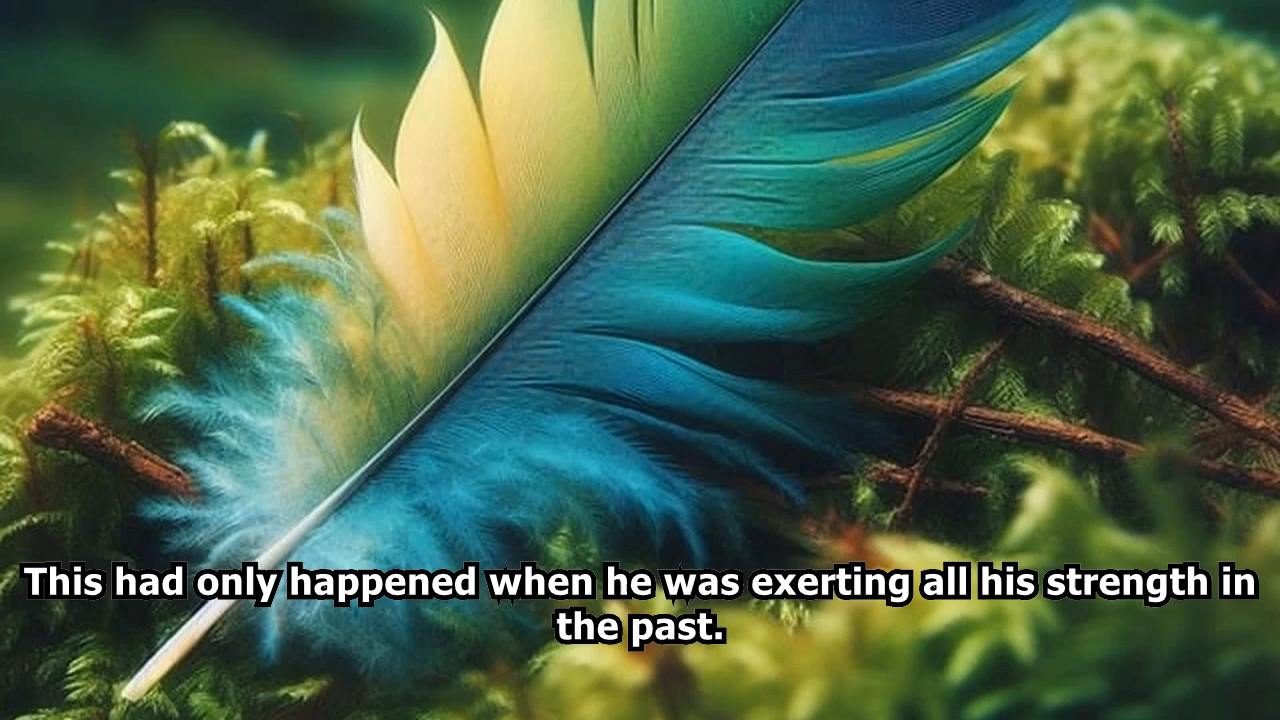 This had only happened when he was exerting all his strength in
the past.